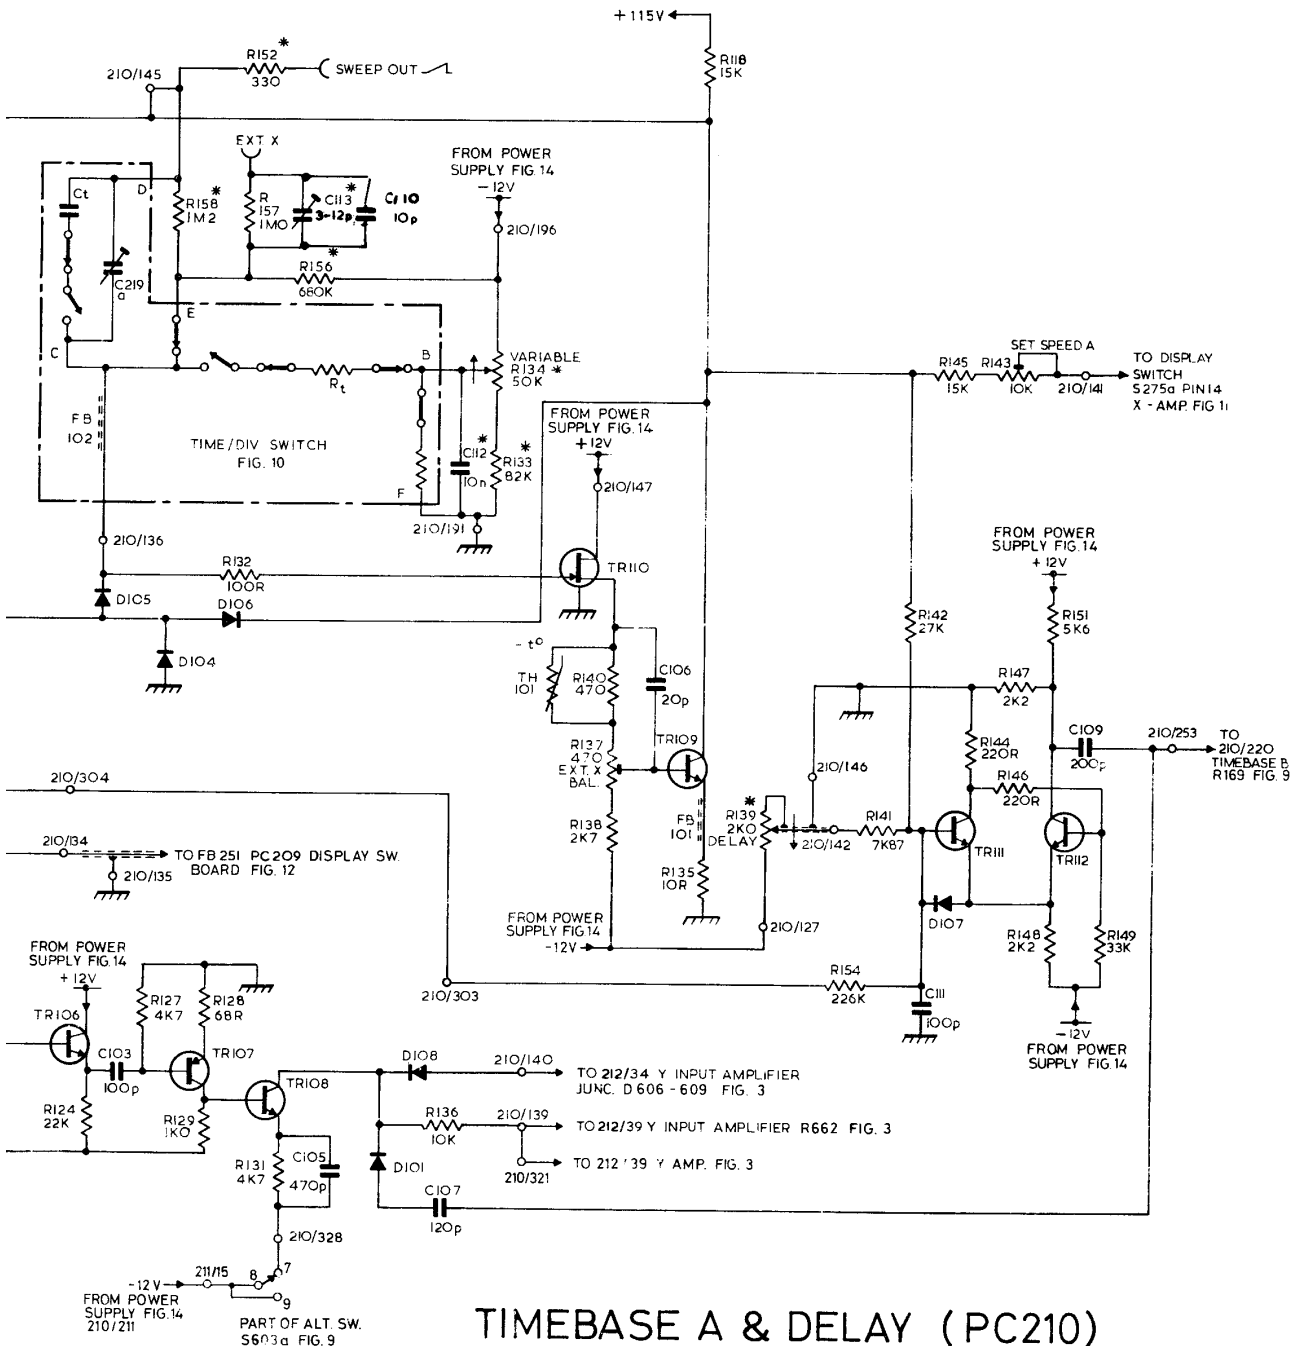 +115V
R118
15K
*
R152
330
SWEEP OUT
210/145
EXT. X
FROM POWER
SUPPLY FIG. 14
-12V
210/196
Ct
D
R158
*
1M2
R
157
1M0
C113
*
3-12p
C110
10p
C219
a
R156
*
680K
E
C
B
VARIABLE
R134 *
50K
Rt
FB
102
TIME/DIV SWITCH
FIG. 10
F
C112
*
10n
R133
*
82K
210/191
FROM POWER
SUPPLY FIG. 14
+12V
210/147
SET SPEED A
R145
15K
R143
10K
210/141
TO DISPLAY
SWITCH
S275a PIN14
X - AMP. FIG 11
210/136
R132
100R
TR110
D105
D106
D104
-t°
TH
101
R140
470
C106
20p
R137
470
EXT. X
BAL.
TR109
R138
2K7
FB
101
R135
10R
*
R139
2K0
DELAY
210/146
210/142
R141
7K87
R142
27K
FROM POWER
SUPPLY FIG. 14
+12V
R151
5K6
R147
2K2
R144
220R
R146
220R
C109
200p
210/253
TO
210/220
TIMEBASE B
R169 FIG. 9
TR111
TR112
D107
R148
2K2
R149
33K
210/127
FROM POWER
SUPPLY FIG.14
-12V
210/304
210/134
TO FB 251 PC209 DISPLAY SW.
BOARD FIG. 12
210/135
210/303
R154
226K
C111
100p
-12V
FROM POWER
SUPPLY FIG.14
FROM POWER
SUPPLY FIG.14
+12V
TR106
R127
4K7
R128
68R
C103
100p
TR107
TR108
R124
22K
R129
1K0
R131
4K7
C105
470p
D108
210/140
TO 212/34 Y INPUT AMPLIFIER
JUNC. D606 - 609 FIG. 3
R136
10K
210/139
TO 212/39 Y INPUT AMPLIFIER R662 FIG. 3
D101
210/321
TO 212/39 Y AMP. FIG. 3
C107
120p
210/328
7
8
9
211/15
-12V
FROM POWER
SUPPLY FIG.14
210/211
PART OF ALT. SW.
S603a FIG. 9
TIMEBASE A & DELAY (PC210)